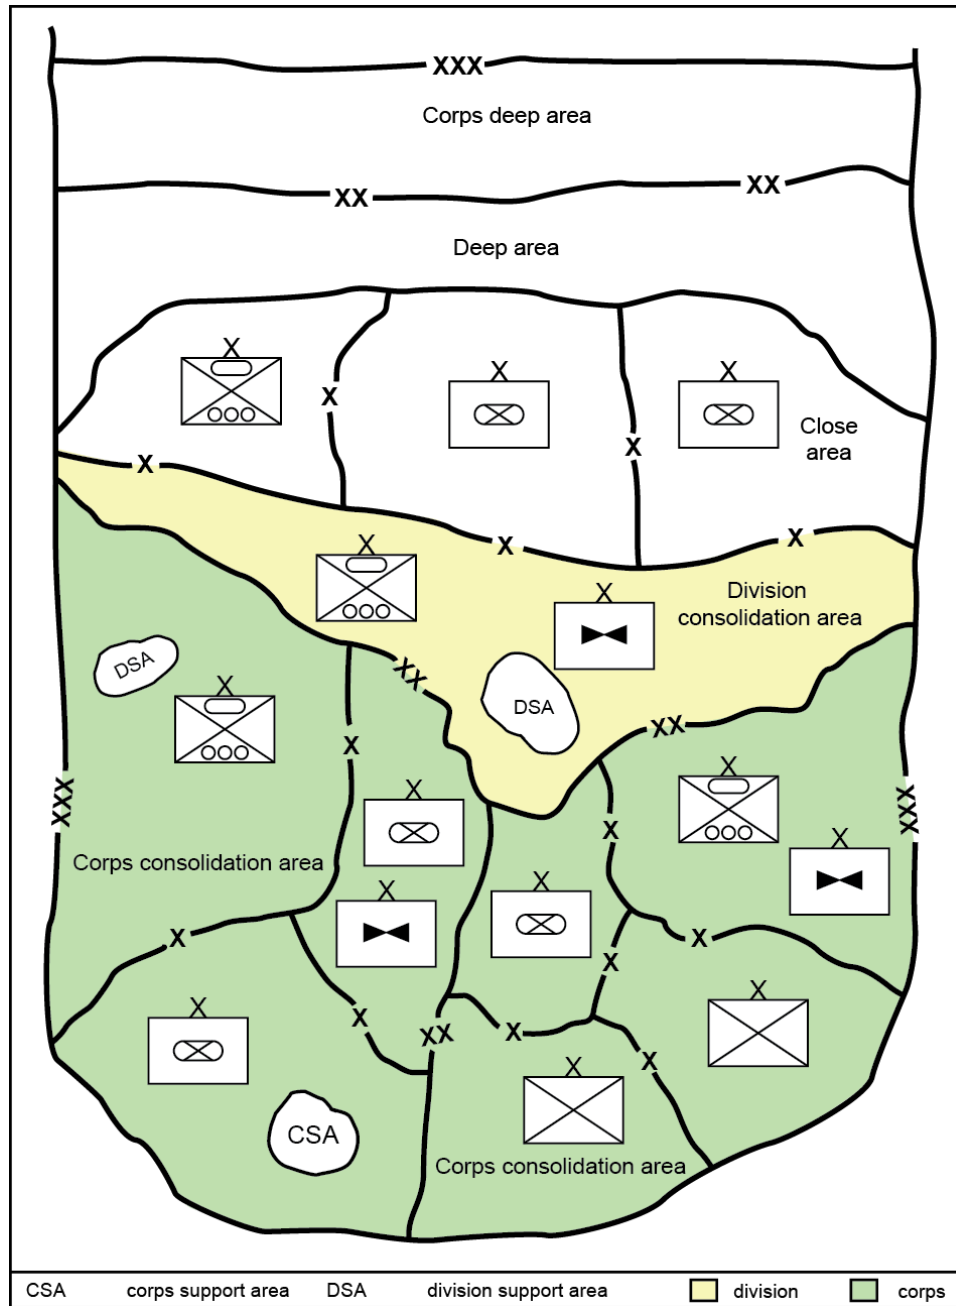 XXX
Corps deep area
XX
XX
Deep area
X
X
X
X
X
Close
area
X
X
X
X
X
Division
consolidation area
XX
DSA
DSA
X
XX
X
X
X
XXX
X
X
XXX
Corps consolidation area
X
X
X
X
X
X
X
X
X
XX
X
X
X
CSA
Corps consolidation area
CSA corps support area DSA division support area division corps